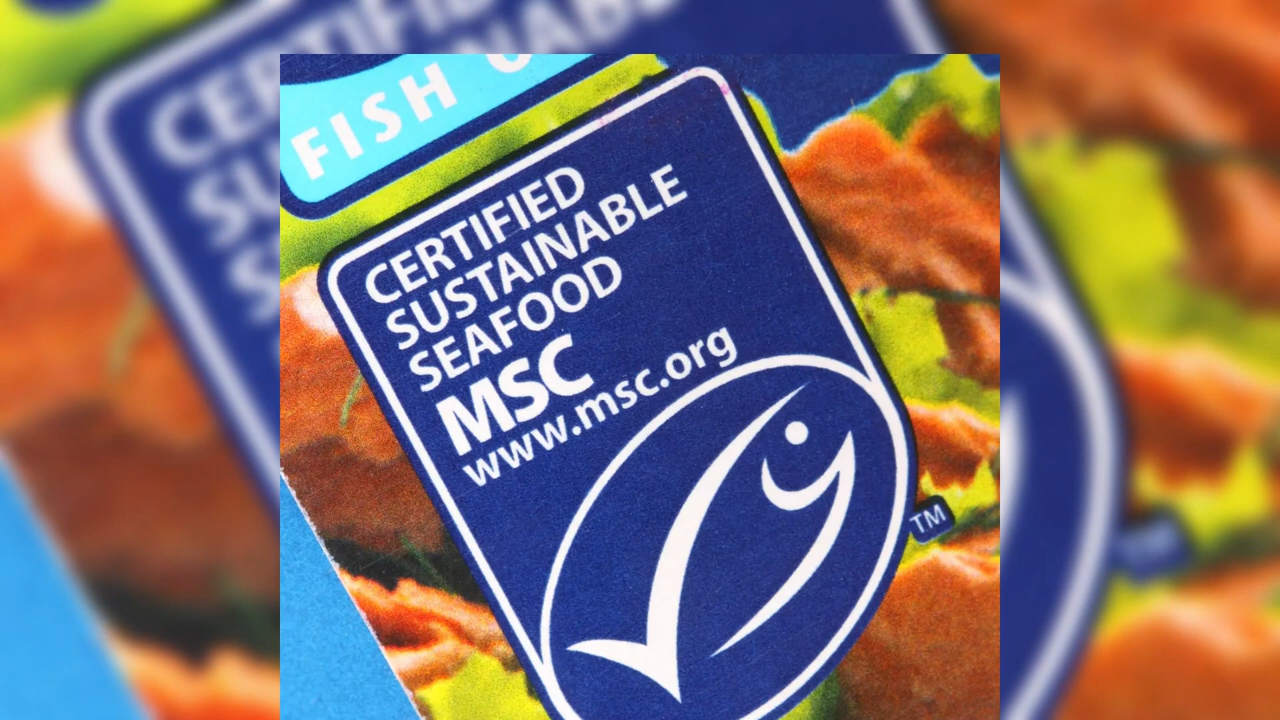 FISH
CERTIFIED
SUSTAINABLE
SEAFOOD
MSC
www.msc.org
TM